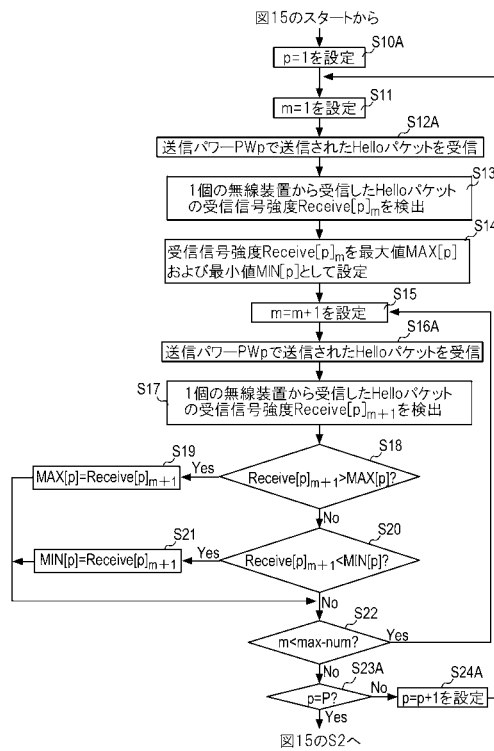 図15のスタートから
S10A
p=1を設定
S11
m=1を設定
S12A
送信パワーPWpで送信されたHelloパケットを受信
S13
1個の無線装置から受信したHelloパケット
の受信信号強度Receive[p]mを検出
S14
受信信号強度Receive[p]mを最大値MAX[p]
および最小値MIN[p]として設定
S15
m=m+1を設定
S16A
送信パワーPWpで送信されたHelloパケットを受信
S17
1個の無線装置から受信したHelloパケット
の受信信号強度Receive[p]m+1を検出
S18
Receive[p]m+1>MAX[p]?
Yes
S19
MAX[p]=Receive[p]m+1
No
S20
Receive[p]m+1<MIN[p]?
Yes
S21
MIN[p]=Receive[p]m+1
No
S22
m<max-num?
Yes
No
S23A
p=P?
No
S24A
p=p+1を設定
Yes
図15のS2へ